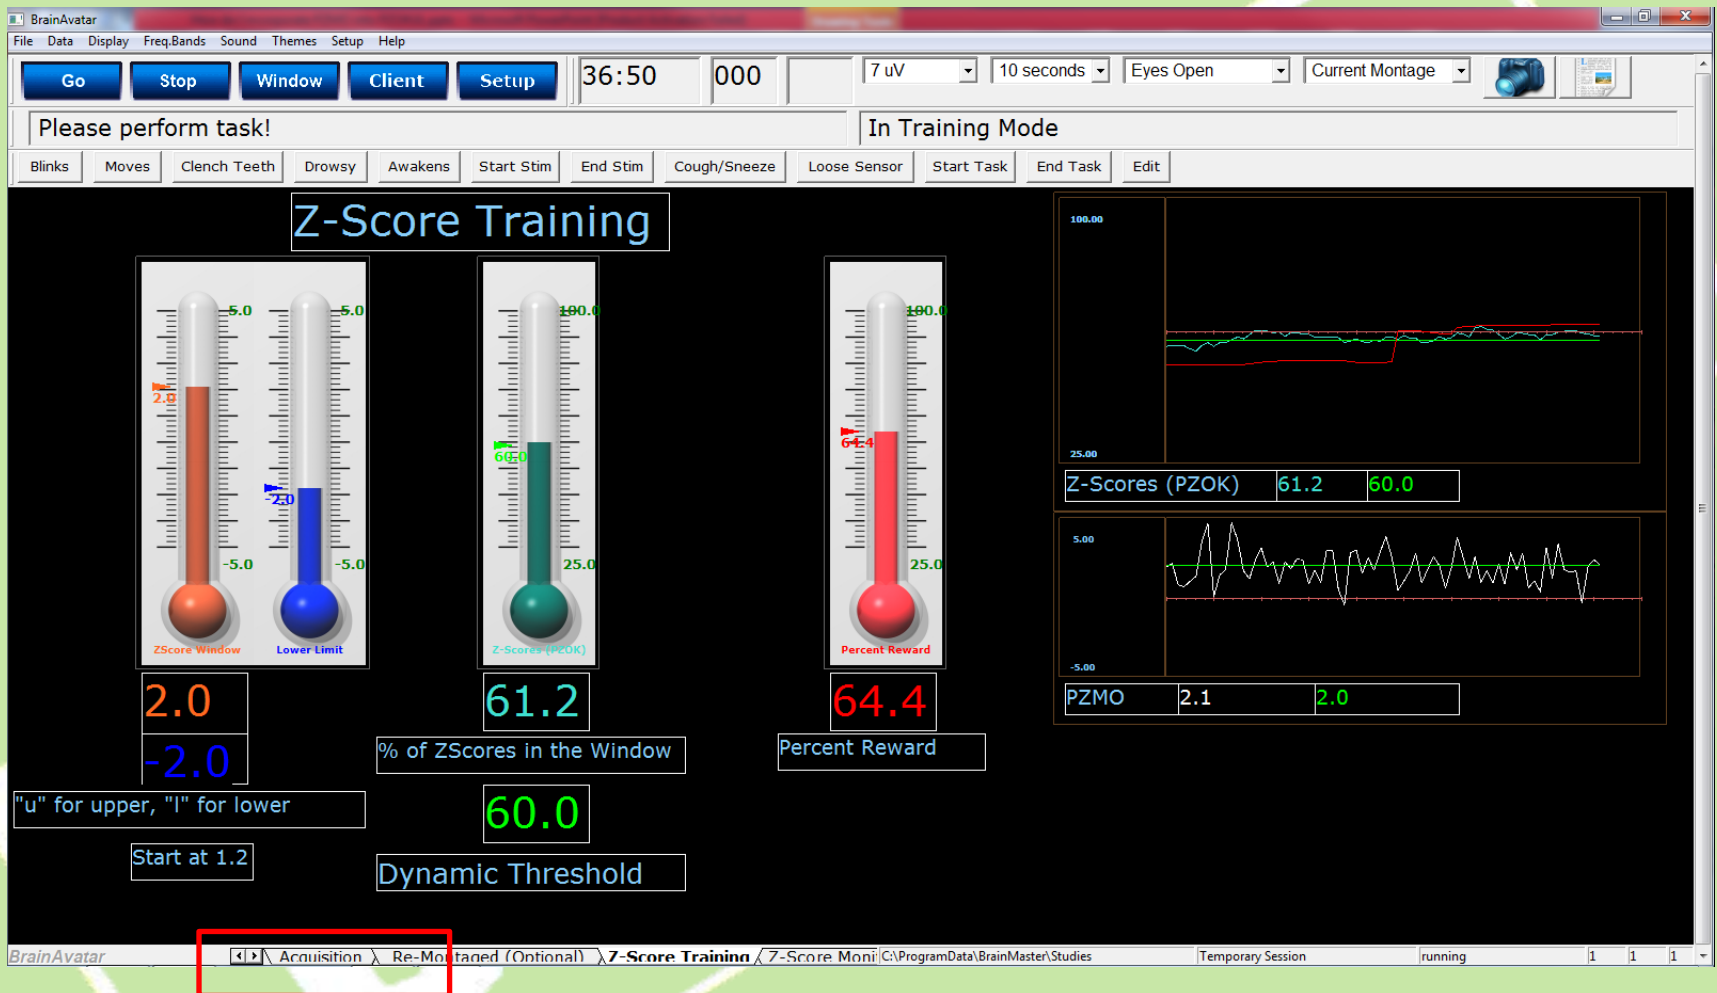 BrainAvatar
File Data Display Freq.Bands Sound Themes Setup Help
Go Stop Window Client Setup 36:50 000 7 uV 10 seconds Eyes Open Current Montage
Please perform task! In Training Mode
Blinks Moves Clench Teeth Drowsy Awakens Start Stim End Stim Cough/Sneeze Loose Sensor Start Task End Task Edit
Z-Score Training
5.0 5.0 100.0 100.0
2.0
-2.0
60.0
64.4
-5.0 -5.0 25.0 25.0
ZScore Window Lower Limit Z-Scores (PZOK) Percent Reward
2.0 61.2 64.4
-2.0 % of ZScores in the Window Percent Reward
"u" for upper, "l" for lower 60.0
Start at 1.2
Dynamic Threshold
100.00
25.00
Z-Scores (PZOK) 61.2 60.0
5.00
-5.00
PZMO 2.1 2.0
BrainAvatar Acquisition Re-Montaged (Optional) Z-Score Training Z-Score Moni C:\ProgramData\BrainMaster\Studies Temporary Session running 1 1 1